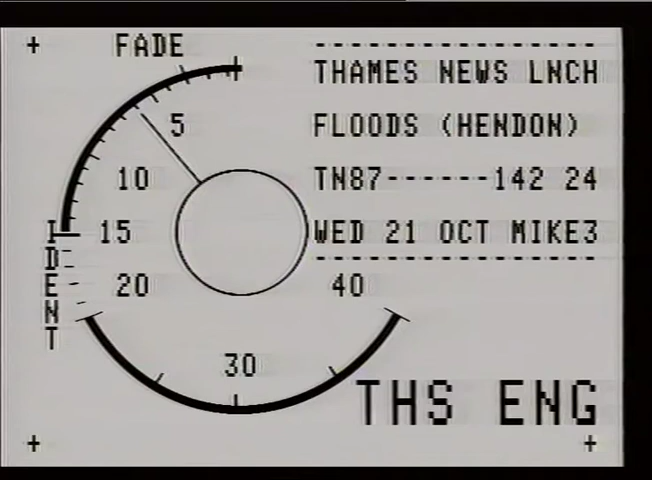 FADE
THAMES NEWS LNCH
FLOODS (HENDON)
TN87------142 24
WED 21 OCT MIKE3
5
10
15
20
30
40
IDENT
THS ENG